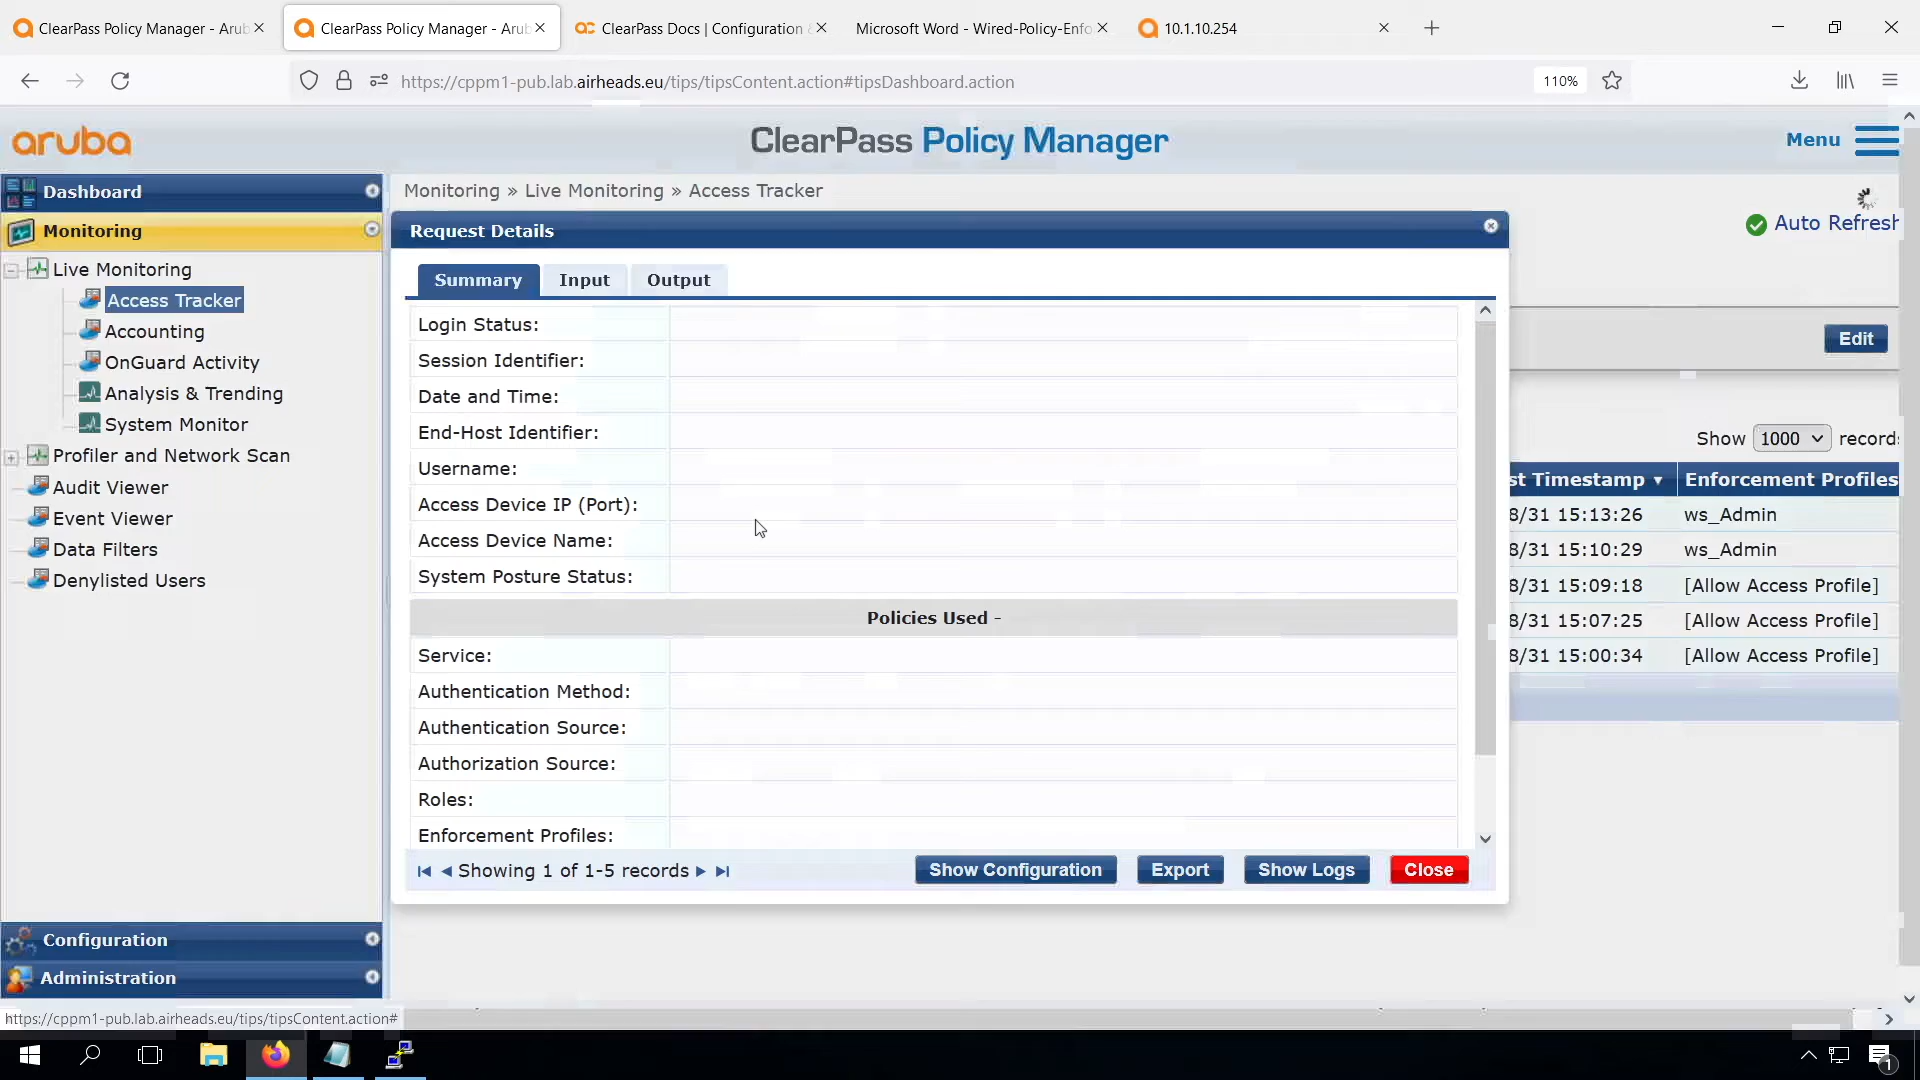 ClearPass Policy Manager - Arub
ClearPass Policy Manager - Arub
ClearPass Docs | Configuration &
Microsoft Word - Wired-Policy-Enfo
10.1.10.254
https://cppm1-pub.lab.airheads.eu/tips/tipsContent.action#tipsDashboard.action
110%
aruba
ClearPass Policy Manager
Menu
Dashboard
Monitoring
Live Monitoring
Access Tracker
Accounting
OnGuard Activity
Analysis & Trending
System Monitor
Profiler and Network Scan
Audit Viewer
Event Viewer
Data Filters
Denylisted Users
Configuration
Administration
Monitoring » Live Monitoring » Access Tracker
Auto Refresh
Edit
Show 1000 records
st Timestamp ▼ Enforcement Profiles
8/31 15:13:26 ws_Admin
8/31 15:10:29 ws_Admin
8/31 15:09:18 [Allow Access Profile]
8/31 15:07:25 [Allow Access Profile]
8/31 15:00:34 [Allow Access Profile]
Request Details
Summary Input Output
Login Status:
Session Identifier:
Date and Time:
End-Host Identifier:
Username:
Access Device IP (Port):
Access Device Name:
System Posture Status:
Policies Used -
Service:
Authentication Method:
Authentication Source:
Authorization Source:
Roles:
Enforcement Profiles:
Showing 1 of 1-5 records
Show Configuration Export Show Logs Close
https://cppm1-pub.lab.airheads.eu/tips/tipsContent.action#
1